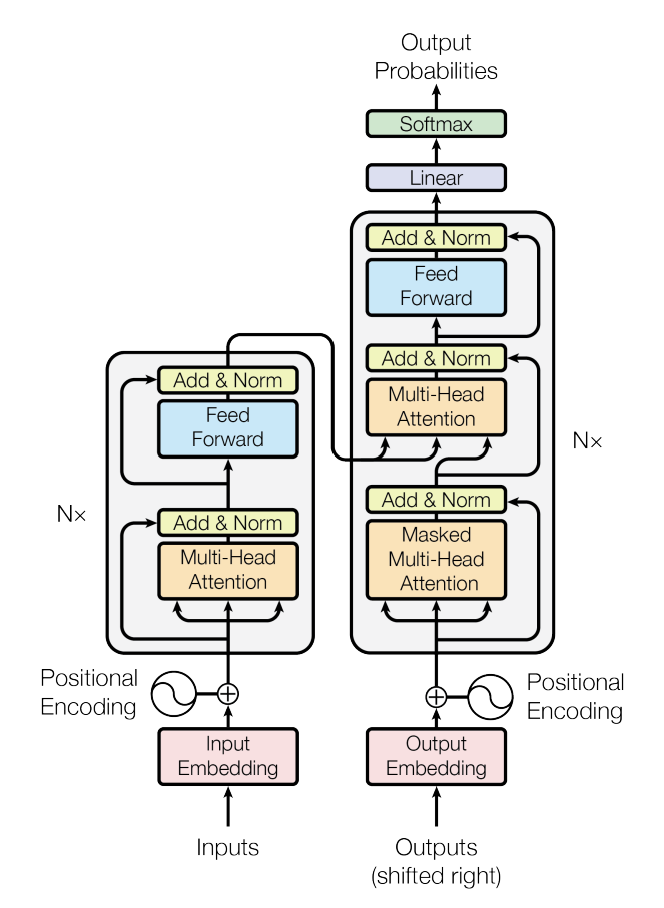 Output
Probabilities
Softmax
Linear
Add & Norm
Feed
Forward
Add & Norm
Multi-Head
Attention
Add & Norm
Masked
Multi-Head
Attention
N×
Add & Norm
Feed
Forward
Add & Norm
Multi-Head
Attention
N×
Positional
Encoding
Positional
Encoding
Input
Embedding
Output
Embedding
Inputs
Outputs
(shifted right)